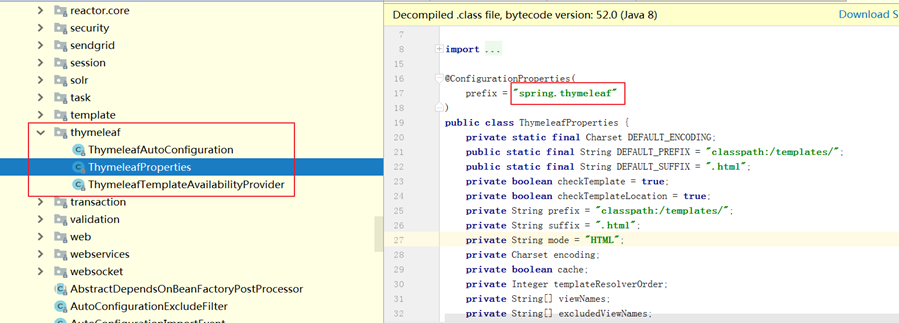 reactor.core
security
sendgrid
session
solr
task
template
thymeleaf
ThymeleafAutoConfiguration
ThymeleafProperties
ThymeleafTemplateAvailabilityProvider
transaction
validation
web
webservices
websocket
AbstractDependsOnBeanFactoryPostProcessor
AutoConfigurationExcludeFilter
AutoConfigurationImportEvent
Decompiled .class file, bytecode version: 52.0 (Java 8)
Download S
7
8 import ...
15
16 @ConfigurationProperties(
17 prefix = "spring.thymeleaf"
18 )
19 public class ThymeleafProperties {
20 private static final Charset DEFAULT_ENCODING;
21 public static final String DEFAULT_PREFIX = "classpath:/templates/";
22 public static final String DEFAULT_SUFFIX = ".html";
23 private boolean checkTemplate = true;
24 private boolean checkTemplateLocation = true;
25 private String prefix = "classpath:/templates/";
26 private String suffix = ".html";
27 private String mode = "HTML";
28 private Charset encoding;
29 private boolean cache;
30 private Integer templateResolverOrder;
31 private String[] viewNames;
32 private String[] excludedViewNames;